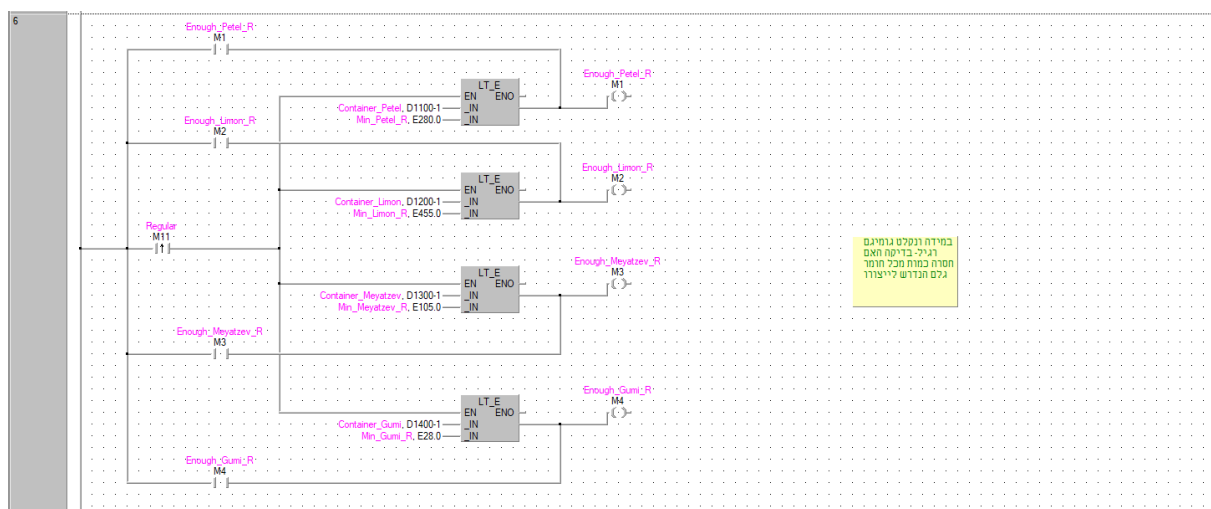 6
Enough_Petel_R
M1
Enough_Petel_R
M1
LT_E
EN ENO
Container_Petel, D1100-1 _IN
Min_Petel_R, E280.0 _IN
Enough_Limon_R
M2
Enough_Limon_R
M2
LT_E
EN ENO
Container_Limon, D1200-1 _IN
Min_Limon_R, E455.0 _IN
Regular
M11
במידה ונקלט גומיגם
רגיל- בדיקה האם
חסרה כמות מכל חומר
גלם הנדרש לייצורו
Enough_Meyatzev_R
M3
LT_E
EN ENO
Container_Meyatzev, D1300-1 _IN
Min_Meyatzev_R, E105.0 _IN
Enough_Meyatzev_R
M3
Enough_Gumi_R
M4
LT_E
EN ENO
Container_Gumi, D1400-1 _IN
Min_Gumi_R, E28.0 _IN
Enough_Gumi_R
M4